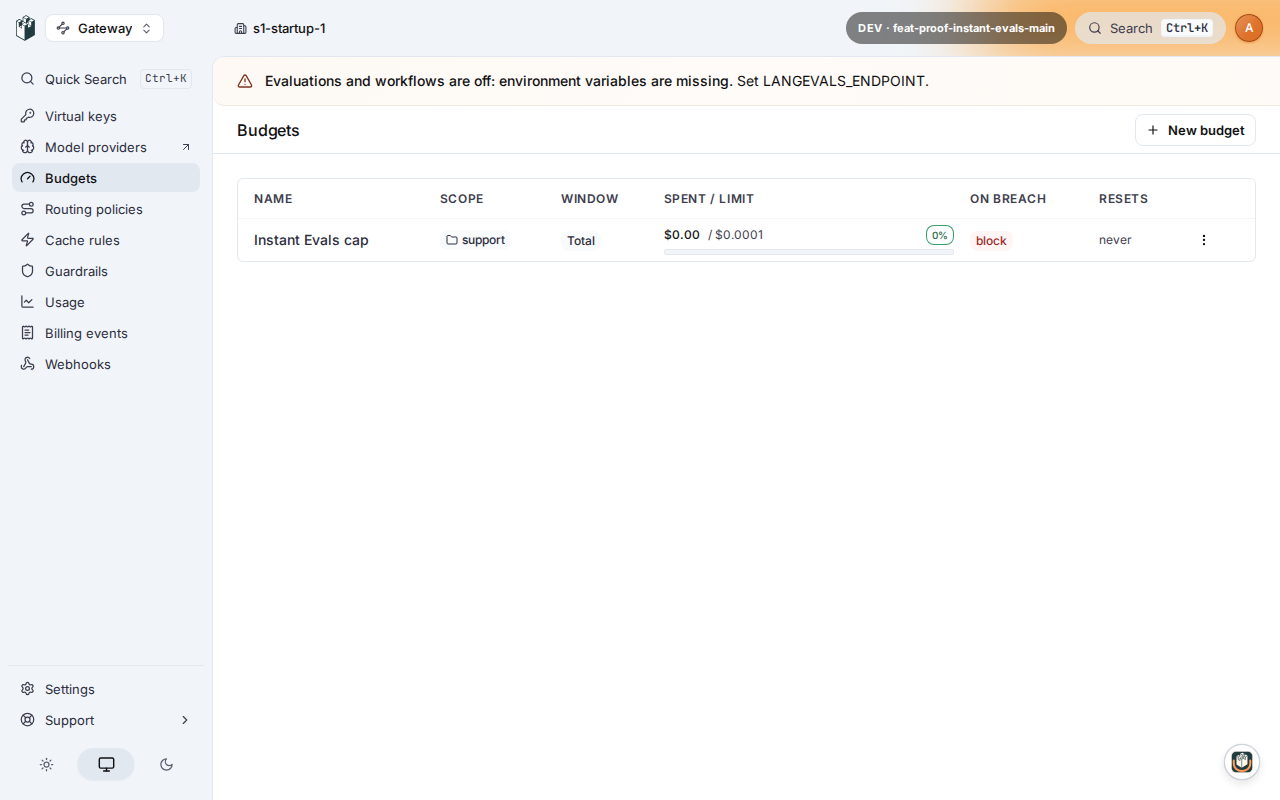 Gateway
s1-startup-1
DEV · feat-proof-instant-evals-main
Search Ctrl+K
A
Quick Search Ctrl+K
Virtual keys
Model providers
Budgets
Routing policies
Cache rules
Guardrails
Usage
Billing events
Webhooks
Settings
Support
Evaluations and workflows are off: environment variables are missing. Set LANGEVALS_ENDPOINT.
Budgets
New budget
NAME SCOPE WINDOW SPENT / LIMIT ON BREACH RESETS
Instant Evals cap support Total $0.00 / $0.0001 0% block never